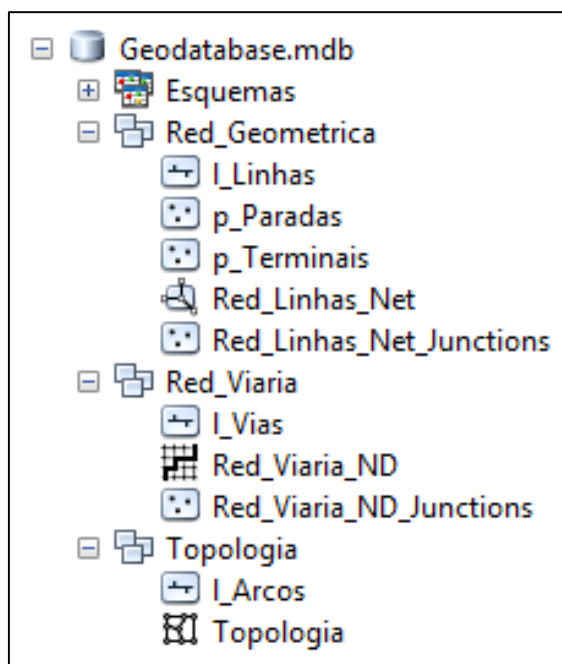 Geodatabase.mdb
Esquemas
Red_Geometrica
l_Linhas
p_Paradas
p_Terminais
Red_Linhas_Net
Red_Linhas_Net_Junctions
Red_Viaria
l_Vias
Red_Viaria_ND
Red_Viaria_ND_Junctions
Topologia
l_Arcos
Topologia